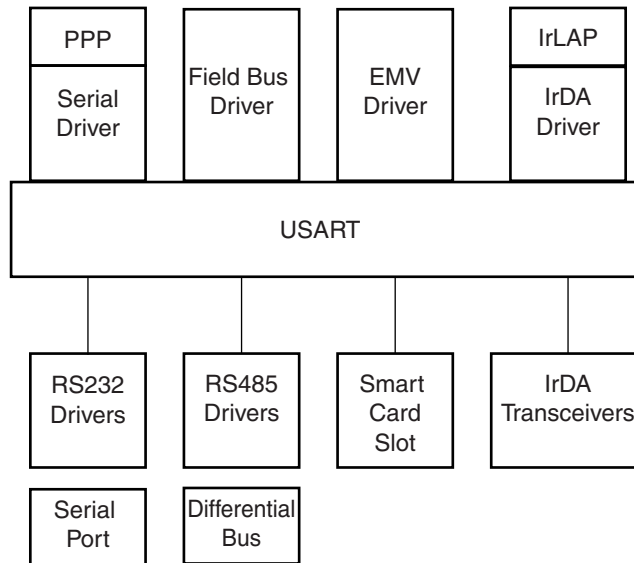 PPP
Serial
Driver
Field Bus
Driver
EMV
Driver
IrLAP
IrDA
Driver
USART
RS232
Drivers
RS485
Drivers
Smart
Card
Slot
IrDA
Transceivers
Serial
Port
Differential
Bus